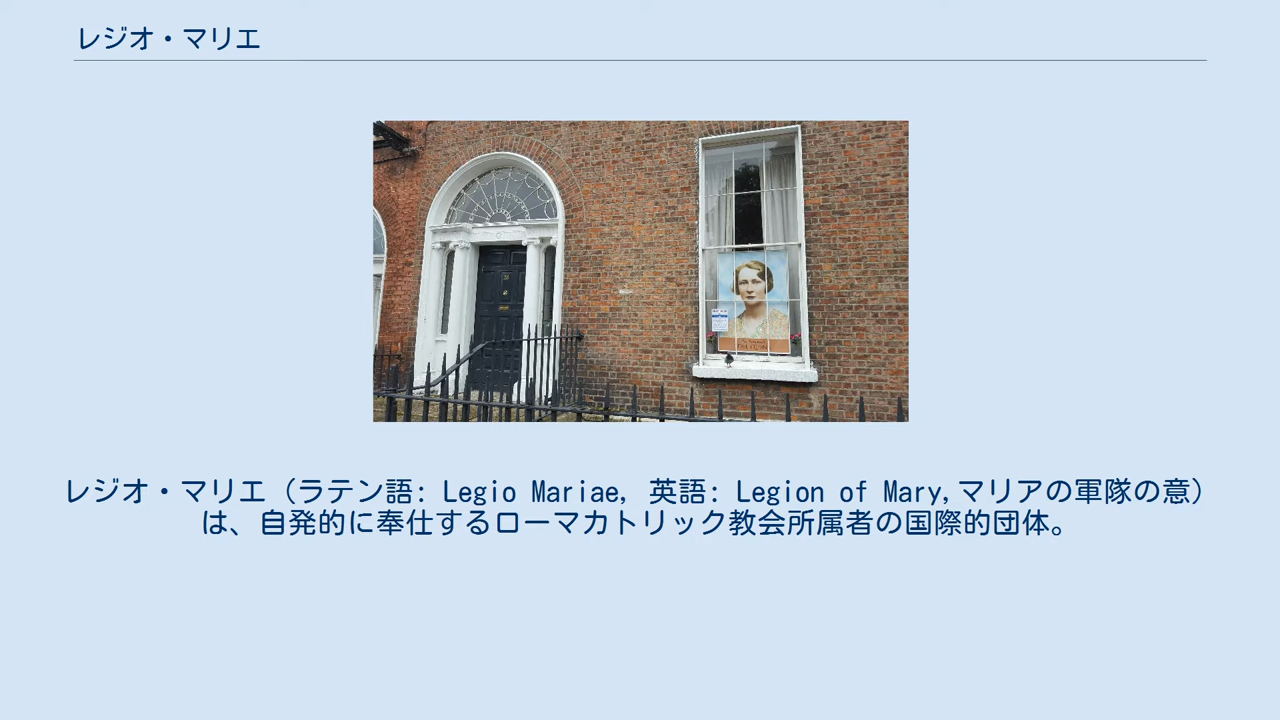 レジオ・マリエ
レジオ・マリエ（ラテン語: Legio Mariae, 英語: Legion of Mary,マリアの軍隊の意）
は、自発的に奉仕するローマカトリック教会所属者の国際的団体。